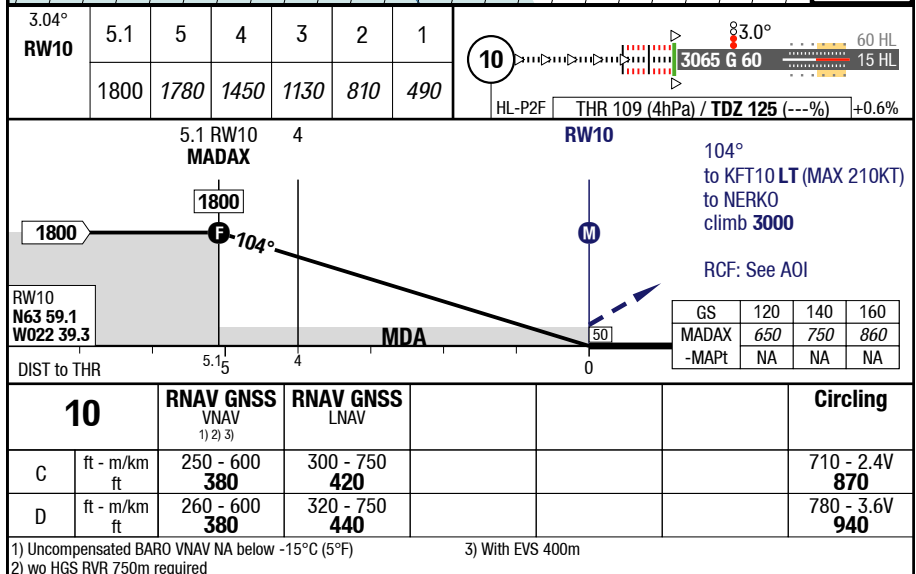 3.04°
RW10 5.1 5 4 3 2 1
1800 1780 1450 1130 810 490
10 3.0° 60 HL
3065 G 60 15 HL
HL-P2F THR 109 (4hPa) / TDZ 125 (---%) +0.6%
5.1 RW10 4 RW10
MADAX
104°
to KFT10 LT (MAX 210KT)
to NERKO
climb 3000
RCF: See AOI
1800
1800 F 104° M
RW10
N63 59.1
W022 39.3
MDA 50
GS 120 140 160
MADAX 650 750 860
-MAPt NA NA NA
DIST to THR 5.1 5 4 0
10 RNAV GNSS RNAV GNSS Circling
VNAV LNAV
1) 2) 3)
C ft - m/km 250 - 600 300 - 750 710 - 2.4V
ft 380 420 870
D ft - m/km 260 - 600 320 - 750 780 - 3.6V
ft 380 440 940
1) Uncompensated BARO VNAV NA below -15°C (5°F) 3) With EVS 400m
2) wo HGS RVR 750m required